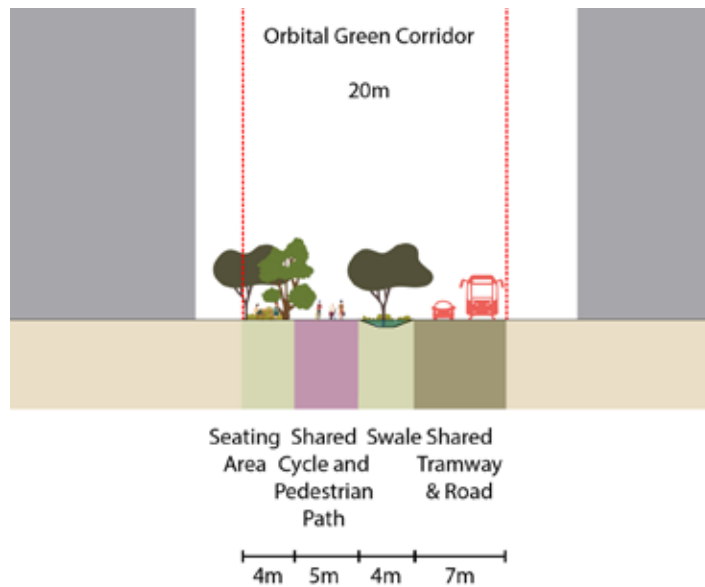 Orbital Green Corridor
20m
Seating Area
Shared Cycle and Pedestrian Path
Swale
Shared Tramway & Road
4m 5m 4m 7m